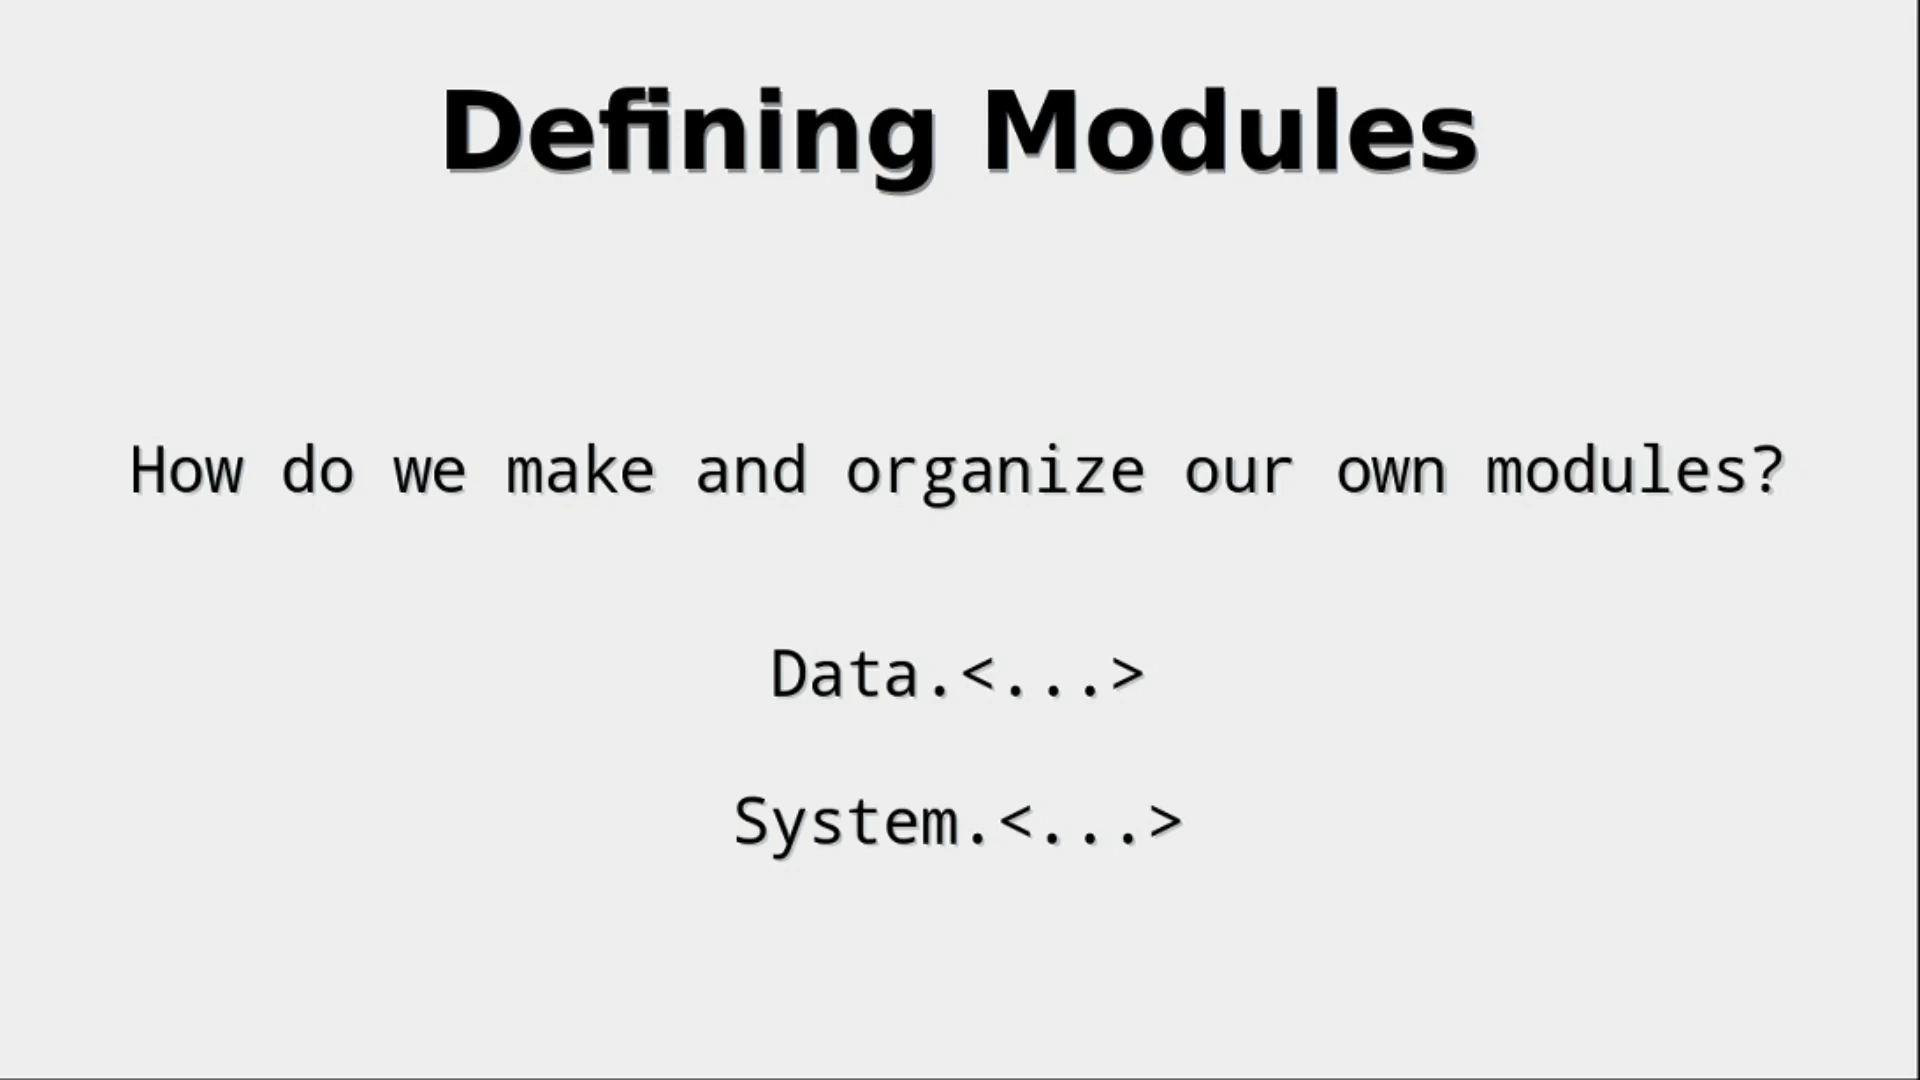 Defining Modules
How do we make and organize our own modules?
Data.<...>
System.<...>